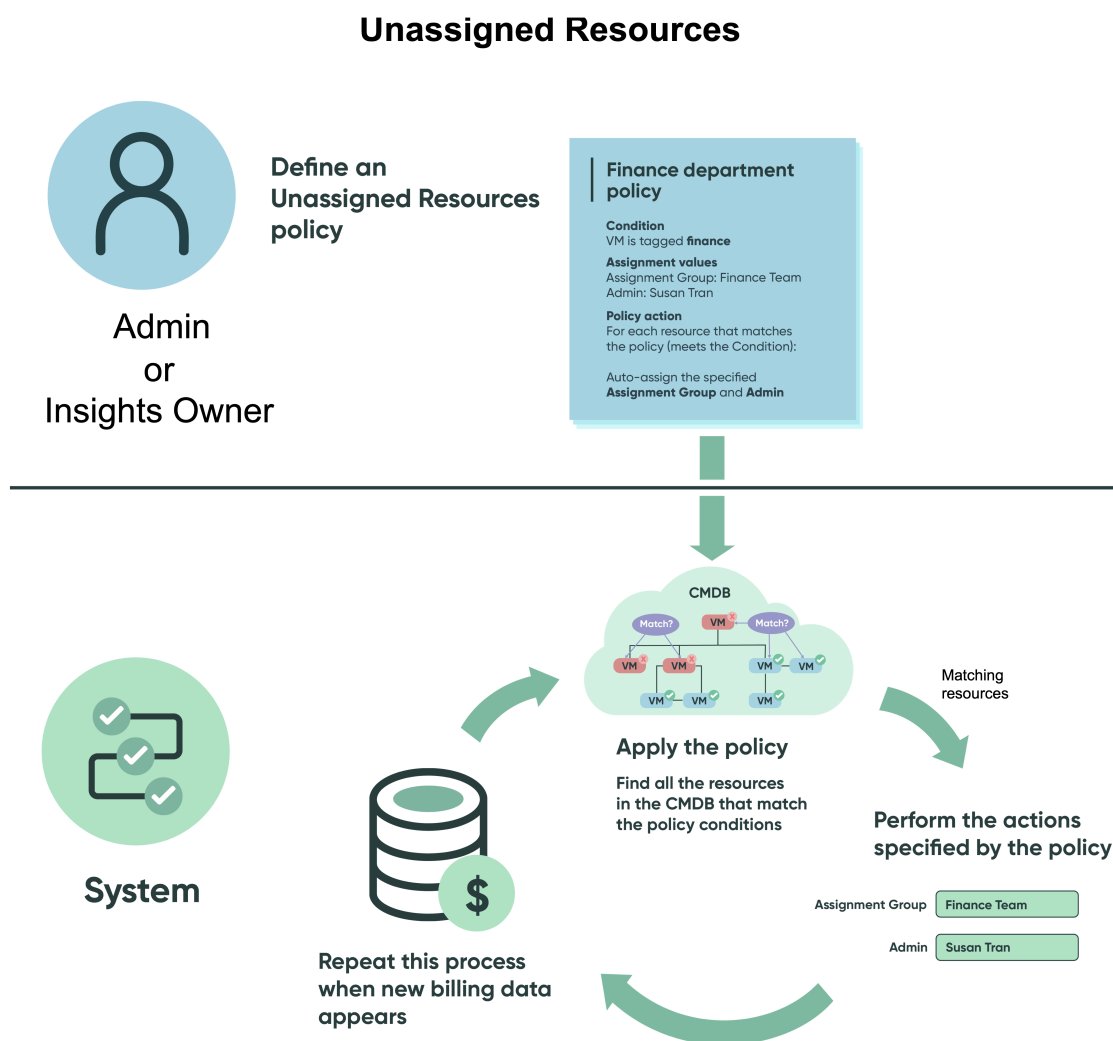 Unassigned Resources
Define an
Unassigned Resources
policy
Admin
or
Insights Owner
Finance department
policy
Condition
VM is tagged finance
Assignment values
Assignment Group: Finance Team
Admin: Susan Tran
Policy action
For each resource that matches
the policy (meets the Condition):
Auto-assign the specified
Assignment Group and Admin
CMDB
Match?
VM
Match?
VM
VM
VM
VM
VM
VM
VM
Matching
resources
Apply the policy
Find all the resources
in the CMDB that match
the policy conditions
Perform the actions
specified by the policy
System
$
Assignment Group Finance Team
Admin Susan Tran
Repeat this process
when new billing data
appears